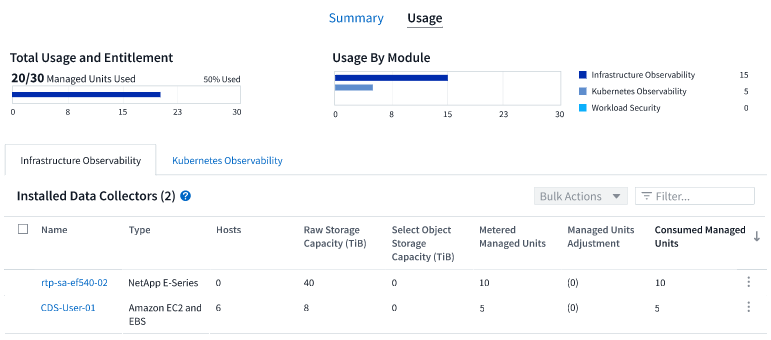 Summary Usage
Total Usage and Entitlement
20/30 Managed Units Used 50% Used
0 8 15 23 30
Usage By Module
0 8 15 23 30
Infrastructure Observability 15
Kubernetes Observability 5
Workload Security 0
Infrastructure Observability Kubernetes Observability
Installed Data Collectors (2) ? Bulk Actions Filter...
Name Type Hosts Raw Storage Capacity (TiB) Select Object Storage Capacity (TiB) Metered Managed Units Managed Units Adjustment Consumed Managed Units
rtp-sa-ef540-02 NetApp E-Series 0 40 0 10 (0) 10
CDS-User-01 Amazon EC2 and EBS 6 8 0 5 (0) 5